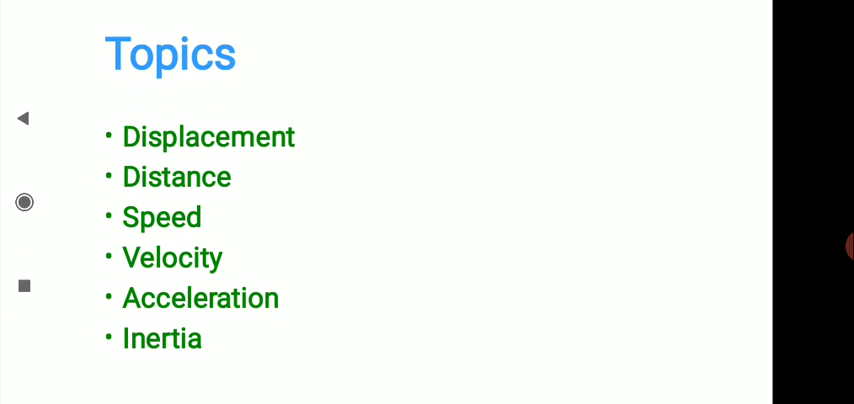 Topics
• Displacement
• Distance
• Speed
• Velocity
• Acceleration
• Inertia